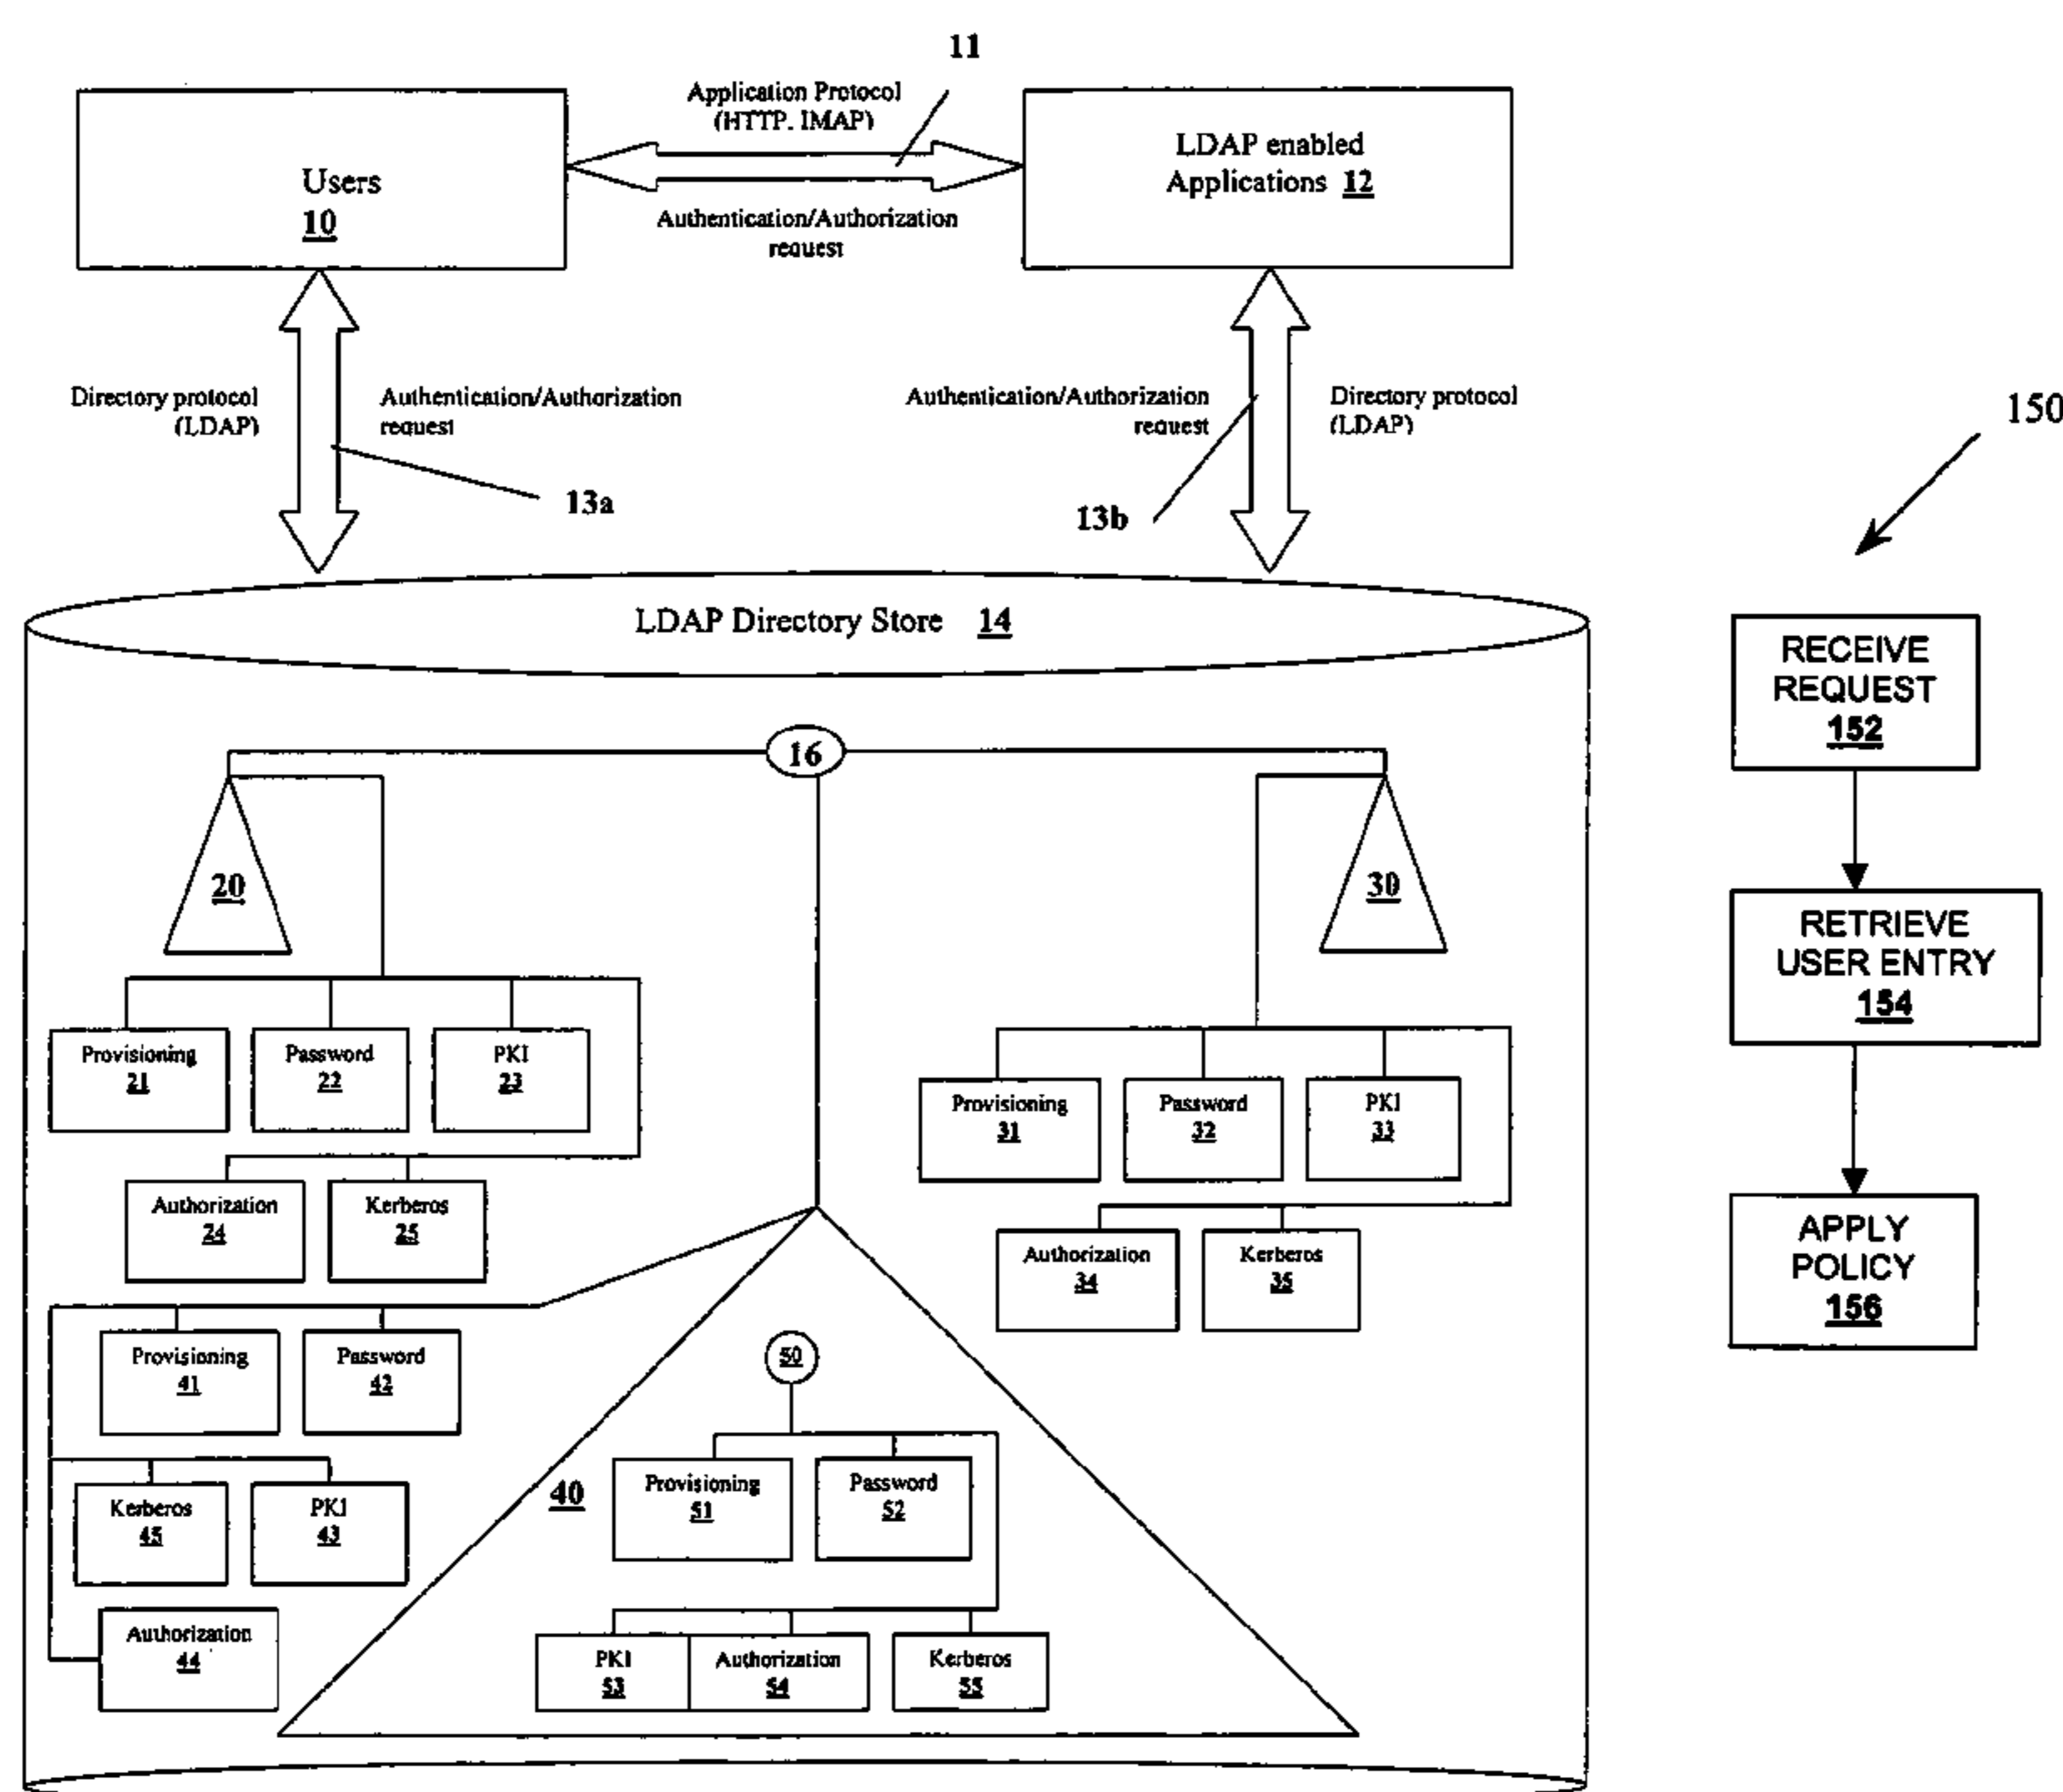 11
Application Protocol
(HTTP. IMAP)
Users
10
LDAP enabled
Applications 12
Authentication/Authorization
request
Directory protocol
(LDAP)
Authentication/Authorization
request
13a
Authentication/Authorization
request
Directory protocol
(LDAP)
13b
150
LDAP Directory Store 14
RECEIVE
REQUEST
152
16
20
30
RETRIEVE
USER ENTRY
154
Provisioning
21
Password
22
PKI
23
Provisioning
31
Password
32
PKI
33
Authorization
24
Kerberos
25
Authorization
34
Kerberos
35
APPLY
POLICY
156
Provisioning
41
Password
42
50
Kerberos
45
PKI
43
40
Provisioning
51
Password
52
Authorization
44
PKI
53
Authorization
54
Kerberos
55